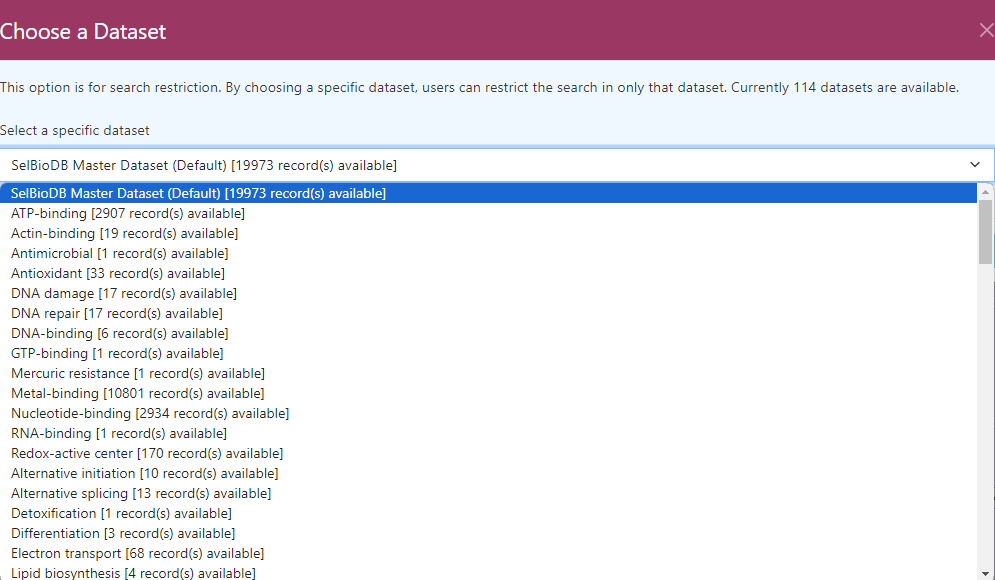 Choose a Dataset
This option is for search restriction. By choosing a specific dataset, users can restrict the search in only that dataset. Currently 114 datasets are available.
Select a specific dataset
SelBioDB Master Dataset (Default) [19973 record(s) available]
SelBioDB Master Dataset (Default) [19973 record(s) available]
ATP-binding [2907 record(s) available]
Actin-binding [19 record(s) available]
Antimicrobial [1 record(s) available]
Antioxidant [33 record(s) available]
DNA damage [17 record(s) available]
DNA repair [17 record(s) available]
DNA-binding [6 record(s) available]
GTP-binding [1 record(s) available]
Mercuric resistance [1 record(s) available]
Metal-binding [10801 record(s) available]
Nucleotide-binding [2934 record(s) available]
RNA-binding [1 record(s) available]
Redox-active center [170 record(s) available]
Alternative initiation [10 record(s) available]
Alternative splicing [13 record(s) available]
Detoxification [1 record(s) available]
Differentiation [3 record(s) available]
Electron transport [68 record(s) available]
Lipid biosynthesis [4 record(s) available]